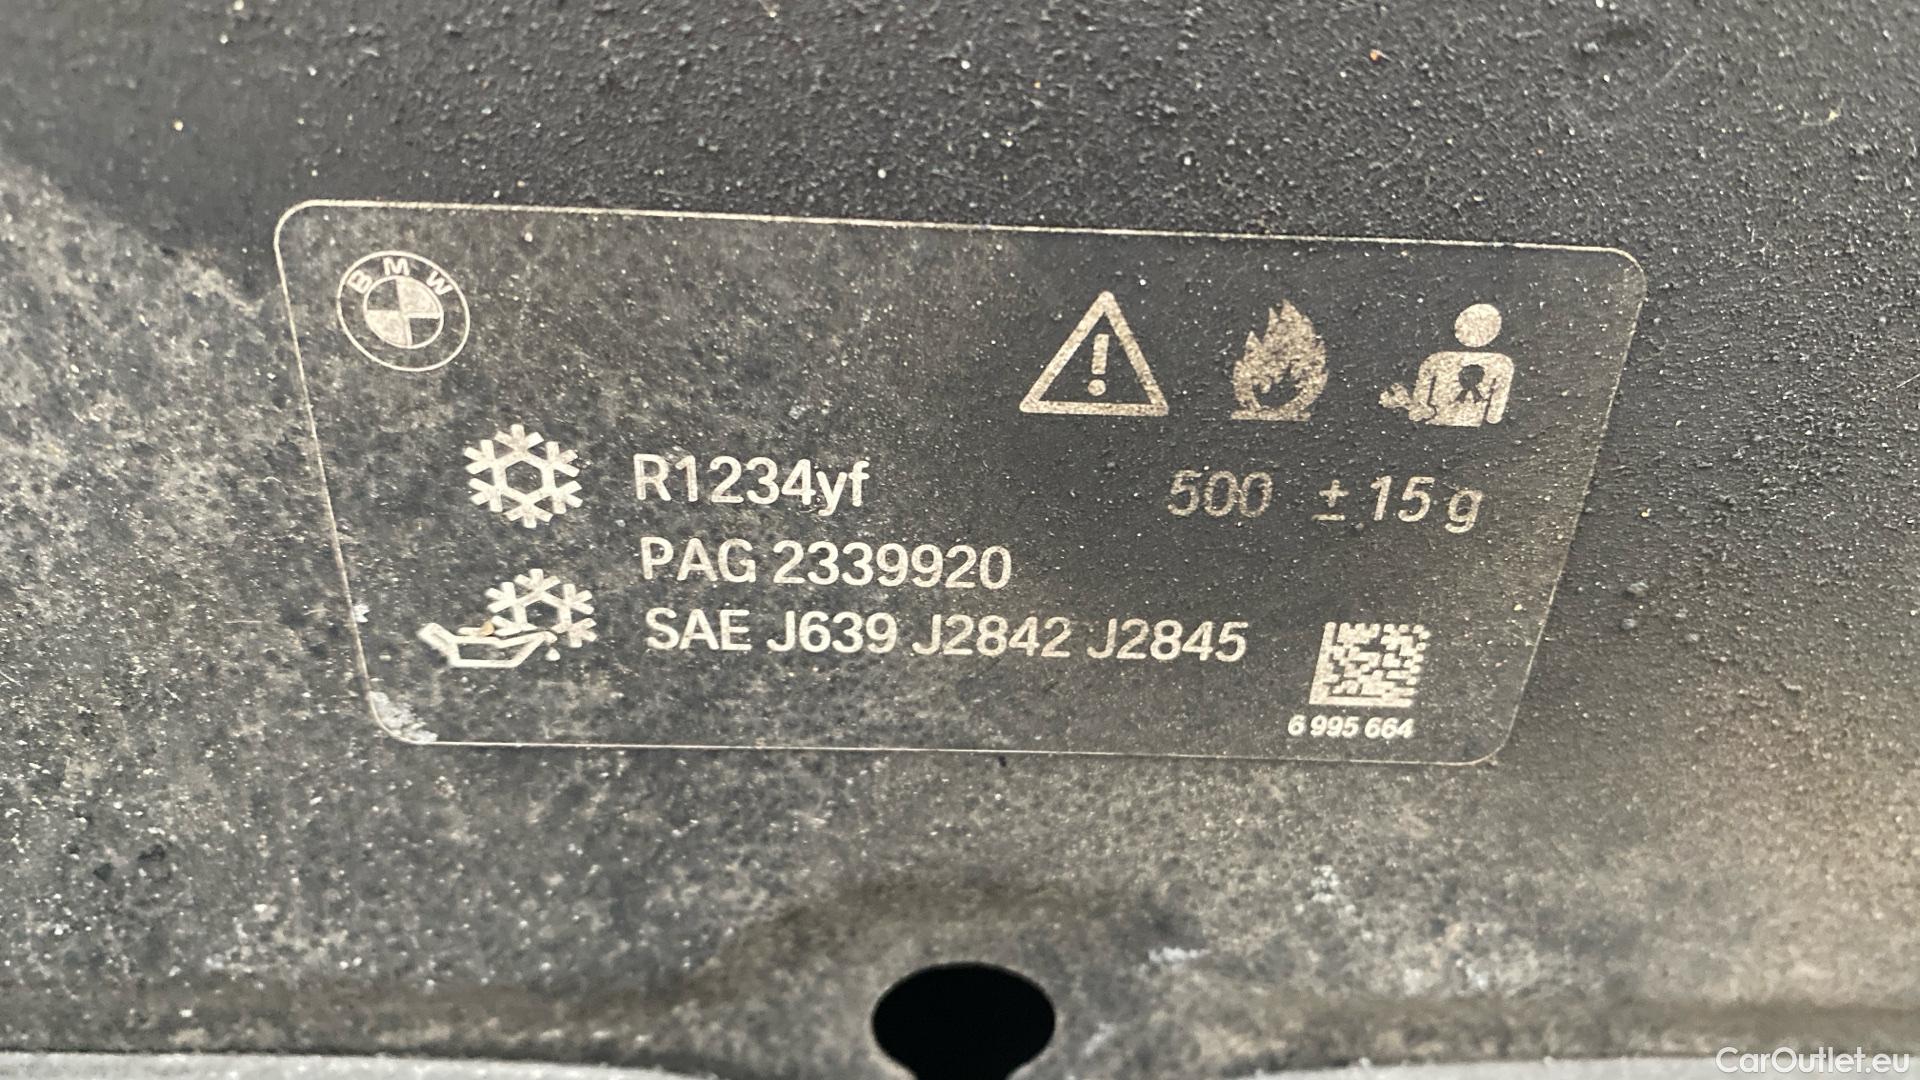 BMW
R1234yf 500 ± 15 g
PAG 2339920
SAE J639 J2842 J2845
6 995 664
CarOutlet.eu